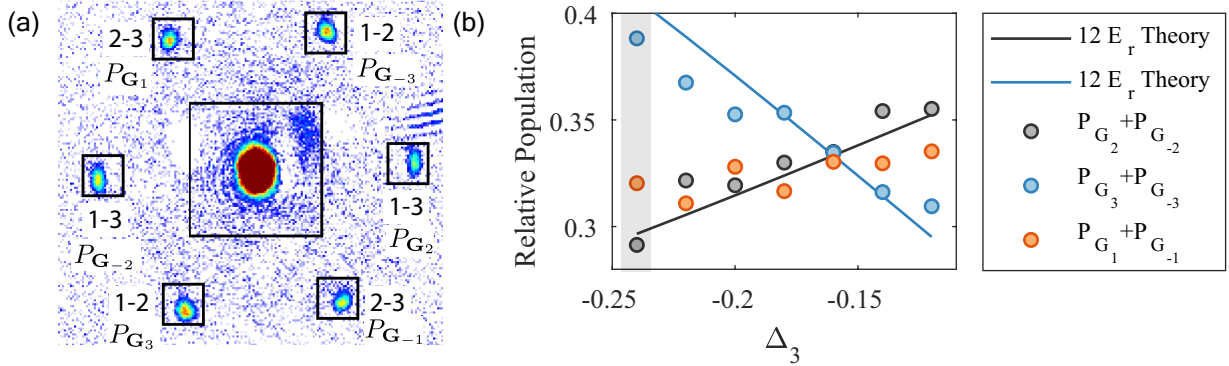 (a)
2-3
P_G₁
1-2
P_G₋₃
1-3
P_G₋₂
1-3
P_G₂
1-2
P_G₃
2-3
P_G₋₁
(b)
Relative Population
0.4
0.35
0.3
-0.25
-0.2
-0.15
Δ₃
12 E_r Theory
12 E_r Theory
P_G₂+P_G₋₂
P_G₃+P_G₋₃
P_G₁+P_G₋₁